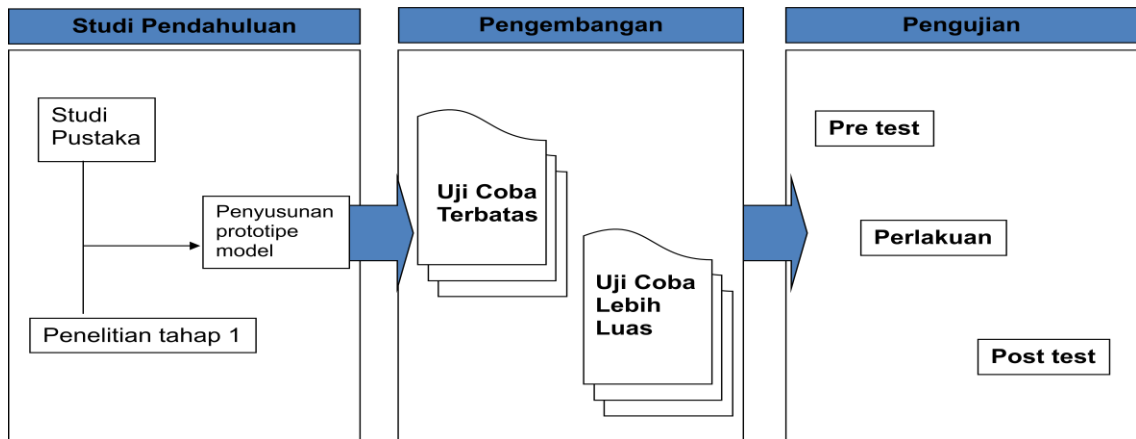 Studi Pendahuluan
Studi
Pustaka
Penyusunan
prototipe
model
Penelitian tahap 1
Pengembangan
Uji Coba
Terbatas
Uji Coba
Lebih
Luas
Pengujian
Pre test
Perlakuan
Post test